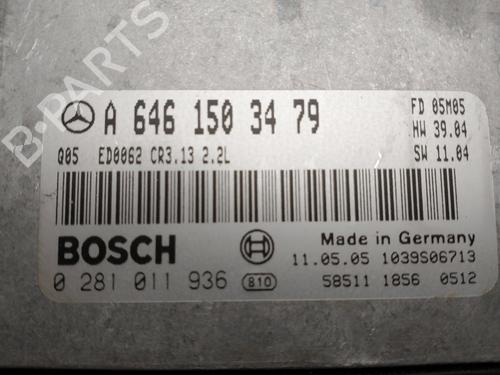 B-PARTS
A 646 150 34 79
FD 05M05
HW 39.04
Q05 ED0062 CR3.13 2.2L
SW 11.04
BOSCH
Made in Germany
11.05.05 1039S06713
0 281 011 936 810
58511 1856 0512